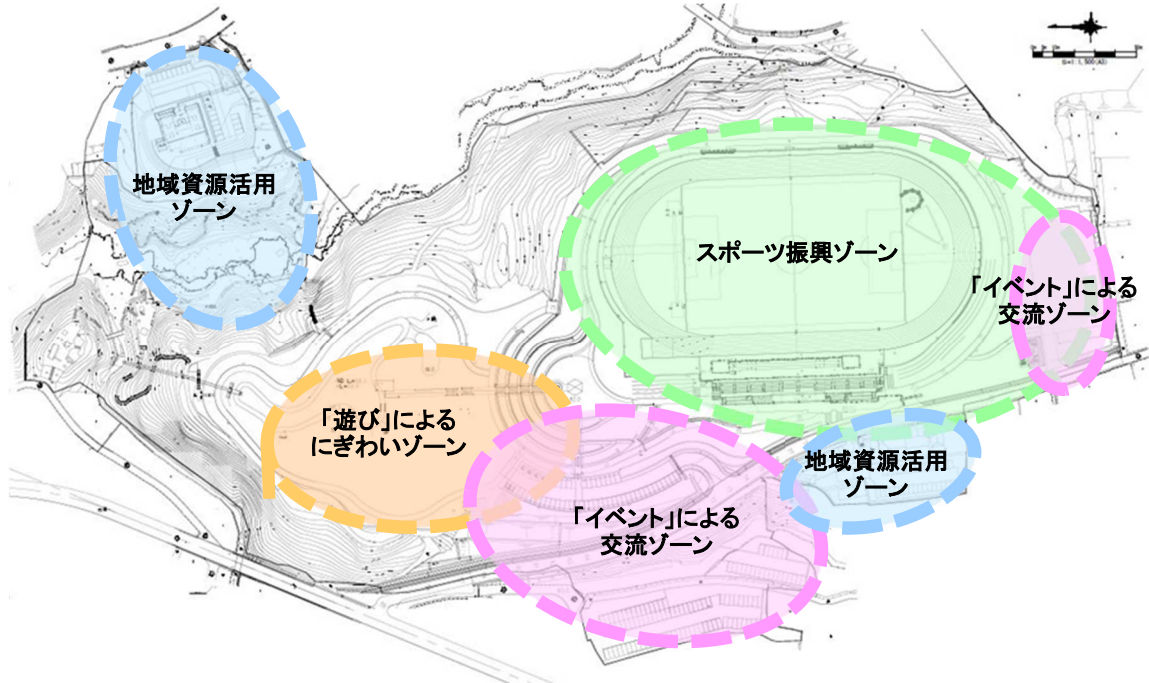 地域資源活用
ゾーン
スポーツ振興ゾーン
「イベント」による
交流ゾーン
「遊び」による
にぎわいゾーン
地域資源活用
ゾーン
「イベント」による
交流ゾーン